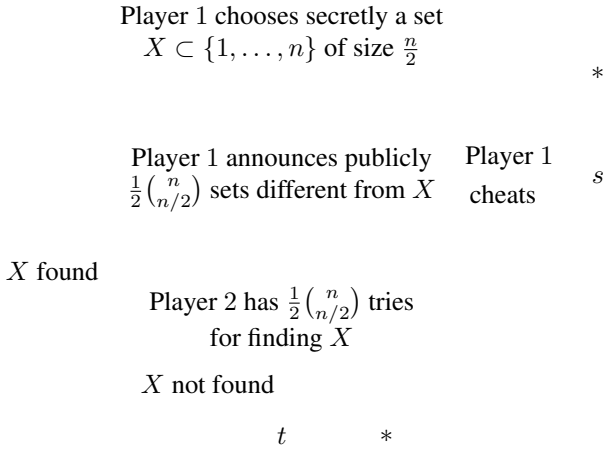 Player 1 chooses secretly a set
X ⊂ {1, . . . , n} of size n/2
∗
Player 1 announces publicly
½(n choose n/2) sets different from X
Player 1
cheats
s
X found
Player 2 has ½(n choose n/2) tries
for finding X
X not found
t ∗